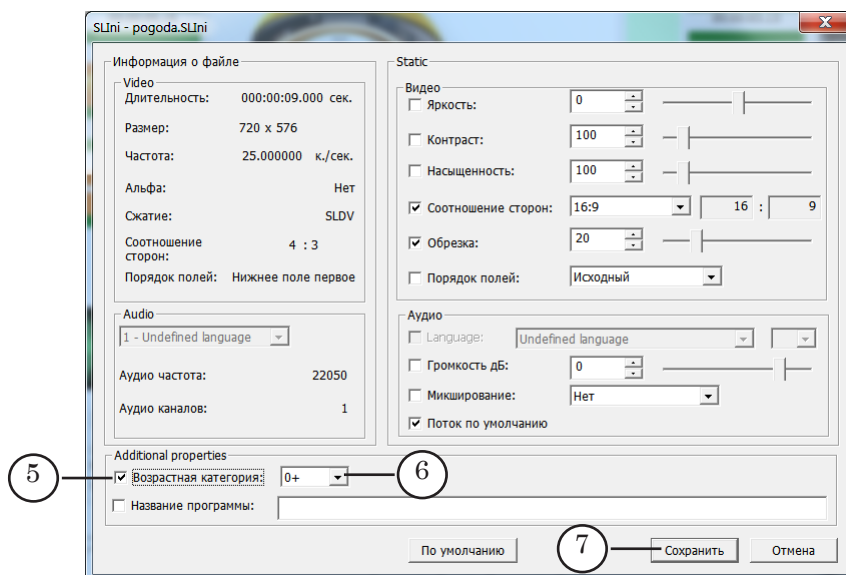 SLIni - pogoda.SLIni
Информация о файле
Video
Длительность: 000:00:09.000 сек.
Размер: 720 x 576
Частота: 25.000000 к./сек.
Альфа: Нет
Сжатие: SLDV
Соотношение сторон: 4 : 3
Порядок полей: Нижнее поле первое
Audio
1 - Undefined language
Аудио частота: 22050
Аудио каналов: 1
Static
Видео
Яркость: 0
Контраст: 100
Насыщенность: 100
Соотношение сторон: 16:9 16 : 9
Обрезка: 20
Порядок полей: Исходный
Аудио
Language: Undefined language
Громкость дБ: 0
Микширование: Нет
Поток по умолчанию
Additional properties
5 Возрастная категория: 0+ 6
Название программы:
По умолчанию 7 Сохранить Отмена